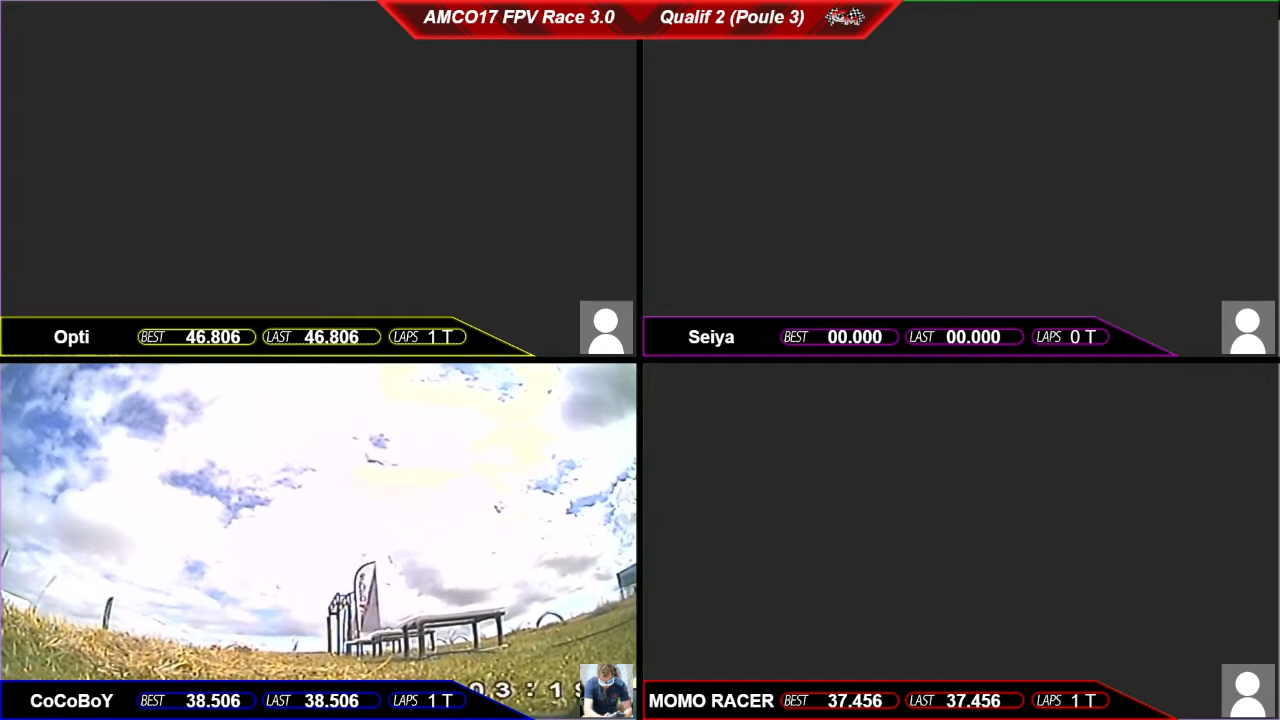 AMCO17 FPV Race 3.0 Qualif 2 (Poule 3)
Opti BEST 46.806 LAST 46.806 LAPS 1 T
Seiya BEST 00.000 LAST 00.000 LAPS 0 T
03:1
CoCoBoY BEST 38.506 LAST 38.506 LAPS 1 T
MOMO RACER BEST 37.456 LAST 37.456 LAPS 1 T